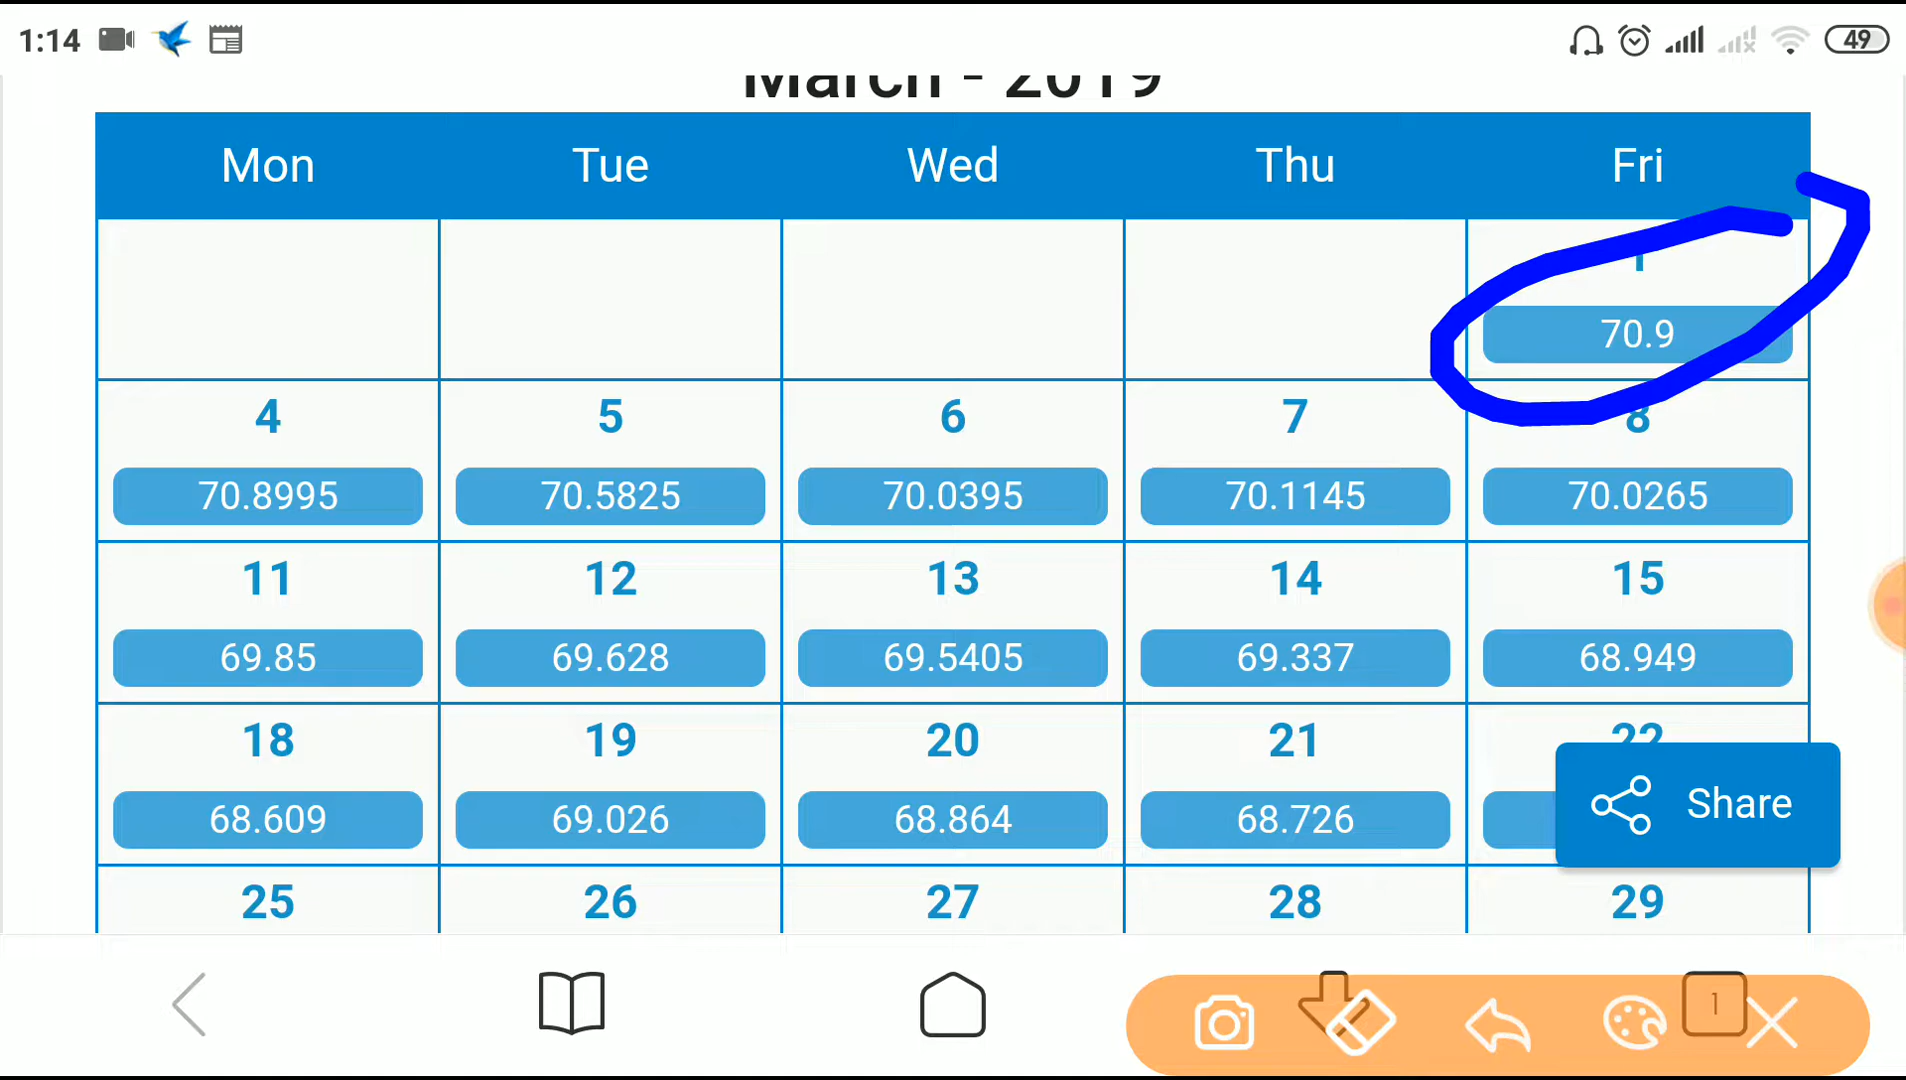 1:14 49
March - 2019
Mon Tue Wed Thu Fri
1
70.9
4 5 6 7 8
70.8995 70.5825 70.0395 70.1145 70.0265
11 12 13 14 15
69.85 69.628 69.5405 69.337 68.949
18 19 20 21 22
68.609 69.026 68.864 68.726
Share
25 26 27 28 29
1